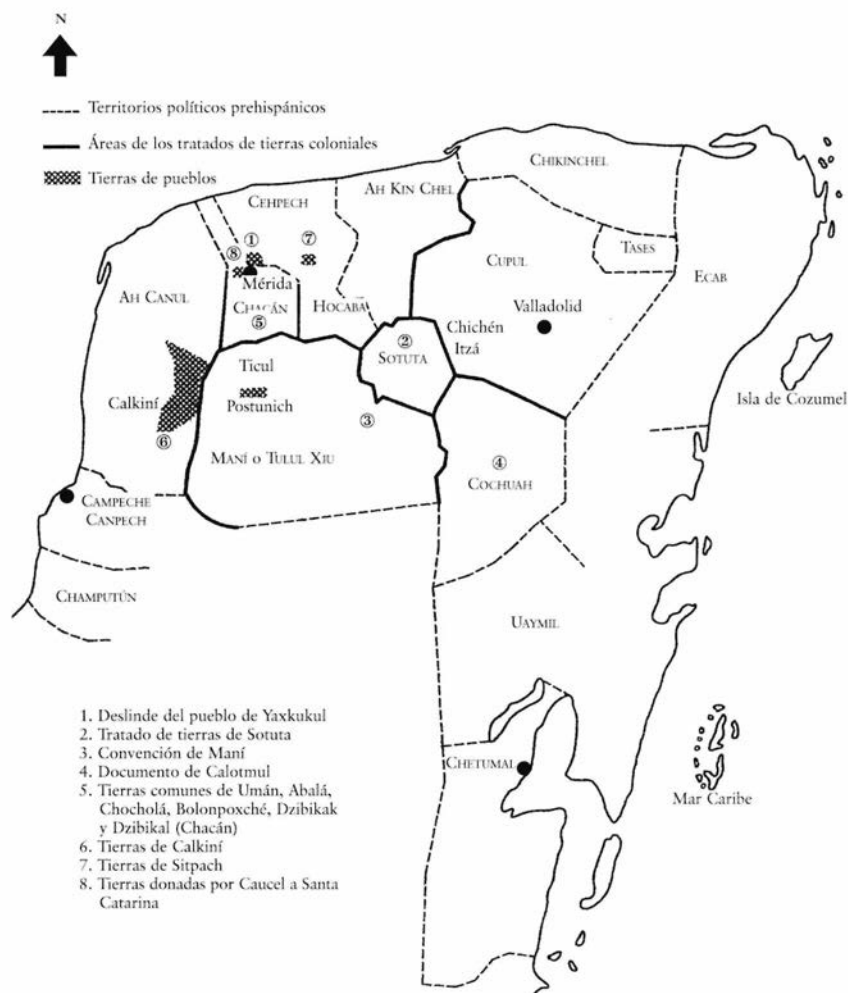 N
Territorios políticos prehispánicos
Áreas de los tratados de tierras coloniales
Tierras de pueblos
CHIKINCHEL
AH KIN CHEL
CEHPECH
①
⑦
⑧
TASES
CUPUL
ECAB
Mérida
AH CANUL
CHACÁN
HOCABÁ
Valladolid
⑤
Chichén
Itzá
②
SOTUTA
Ticul
Isla de Cozumel
Calkiní
Postunich
③
⑥
MANÍ O TULUL XIU
④
COCHUAH
CAMPECHE
CANPECH
CHAMPUTÚN
UAYMIL
CHETUMAL
Mar Caribe
1. Deslinde del pueblo de Yaxkukul
2. Tratado de tierras de Sotuta
3. Convención de Maní
4. Documento de Calotmul
5. Tierras comunes de Umán, Abalá,
Chocholá, Bolonpoxché, Dzibikak
y Dzibikal (Chacán)
6. Tierras de Calkiní
7. Tierras de Sitpach
8. Tierras donadas por Caucel a Santa
Catarina